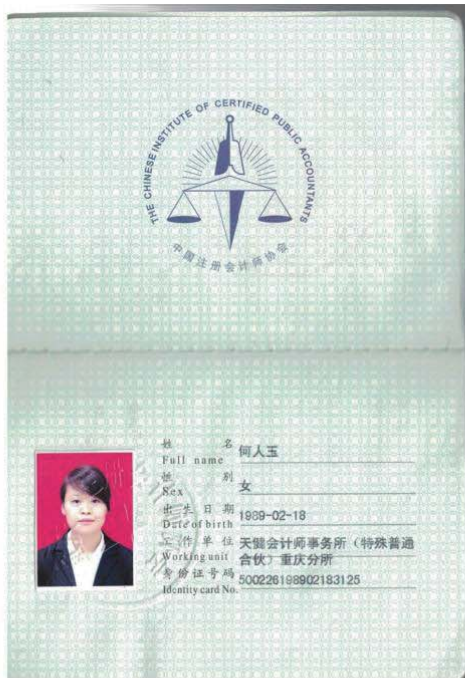 THE CHINESE INSTITUTE OF CERTIFIED PUBLIC ACCOUNTANTS
中国注册会计师协会
姓 名 何人玉
Full name
性 别 女
Sex
出 生 日 期 1989-02-18
Date of birth
工 作 单 位 天健会计师事务所（特殊普通
Working unit 合伙）重庆分所
身份证号码 500226198902183125
Identity card No.